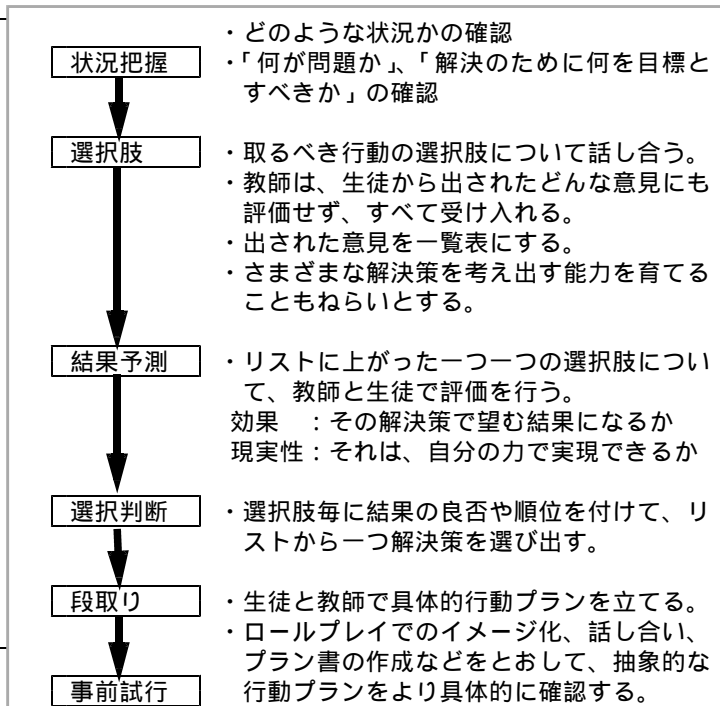 ・どのような状況かの確認
状況把握
・「何が問題か」、「解決のために何を目標と
すべきか」の確認
選択肢
・取るべき行動の選択肢について話し合う。
・教師は、生徒から出されたどんな意見にも
評価せず、すべて受け入れる。
・出された意見を一覧表にする。
・さまざまな解決策を考え出す能力を育てる
こともねらいとする。
結果予測
・リストに上がった一つ一つの選択肢につい
て、教師と生徒で評価を行う。
効果　：その解決策で望む結果になるか
現実性：それは、自分の力で実現できるか
選択判断
・選択肢毎に結果の良否や順位を付けて、リ
ストから一つ解決策を選び出す。
段取り
・生徒と教師で具体的行動プランを立てる。
・ロールプレイでのイメージ化、話し合い、
プラン書の作成などをとおして、抽象的な
事前試行
行動プランをより具体的に確認する。